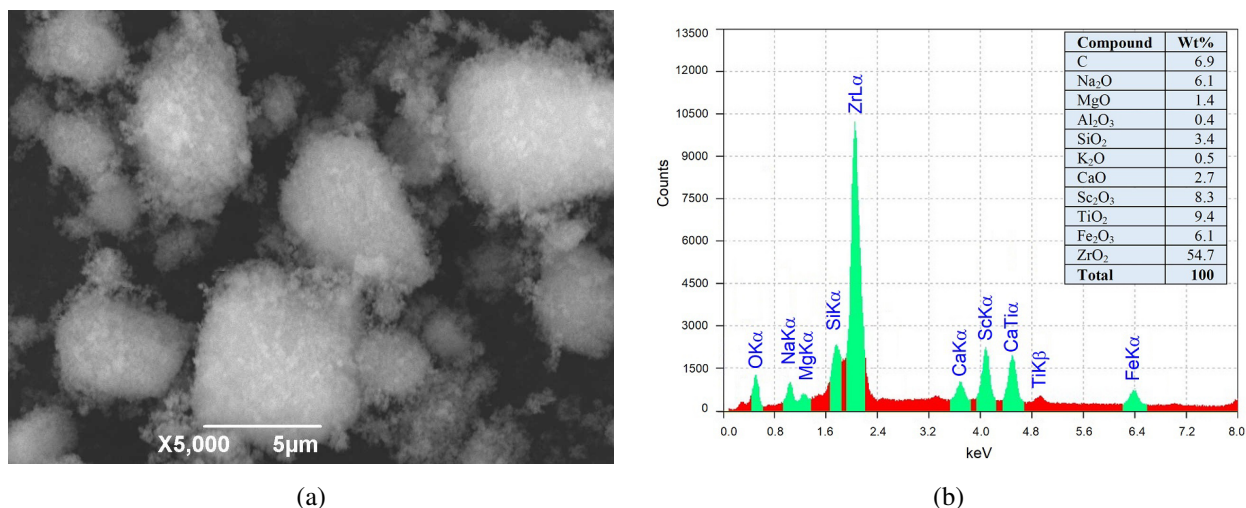 X5,000 5µm
(a)
13500
12000
10500
9000
7500
6000
4500
3000
1500
0
Counts
0.0 0.8 1.6 2.4 3.2 4.0 4.8 5.6 6.4 7.2 8.0
keV
OKα
NaKα
MgKα
SiKα
ZrLα
CaKα
ScKα
CaTiα
TiKβ
FeKα
Compound Wt%
C 6.9
Na₂O 6.1
MgO 1.4
Al₂O₃ 0.4
SiO₂ 3.4
K₂O 0.5
CaO 2.7
Sc₂O₃ 8.3
TiO₂ 9.4
Fe₂O₃ 6.1
ZrO₂ 54.7
Total 100
(b)